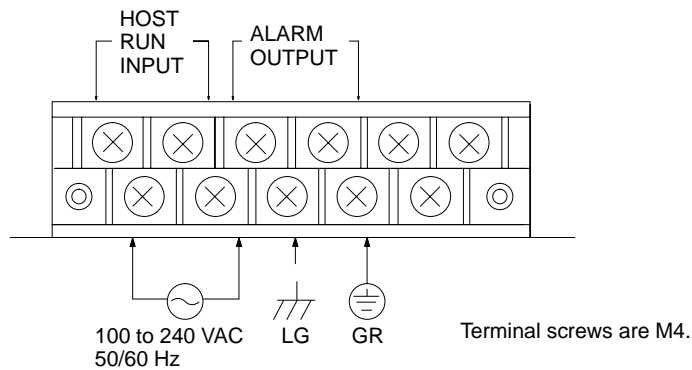 HOST
RUN
INPUT
ALARM
OUTPUT
100 to 240 VAC
50/60 Hz
LG
GR
Terminal screws are M4.